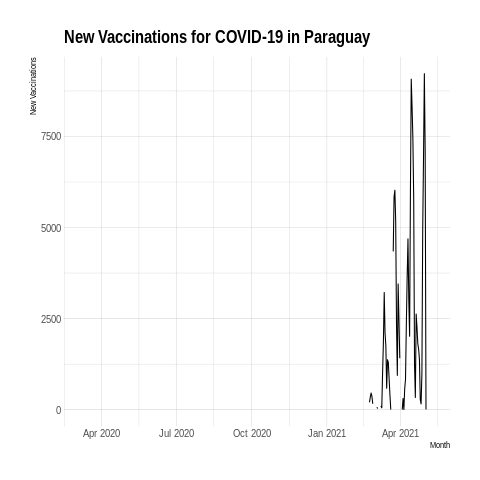 New Vaccinations for COVID-19 in Paraguay
New Vaccinations
7500
5000
2500
0
Apr 2020 Jul 2020 Oct 2020 Jan 2021 Apr 2021
Month